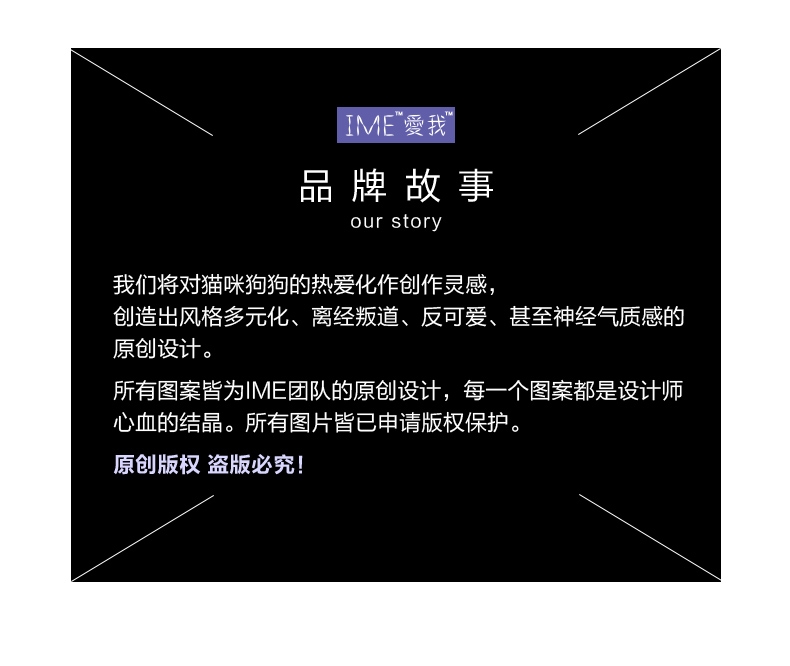 IME™愛我™
品牌故事
our story
我们将对猫咪狗狗的热爱化作创作灵感，
创造出风格多元化、离经叛道、反可爱、甚至神经气质感的
原创设计。
所有图案皆为IME团队的原创设计，每一个图案都是设计师
心血的结晶。所有图片皆已申请版权保护。
原创版权 盗版必究！